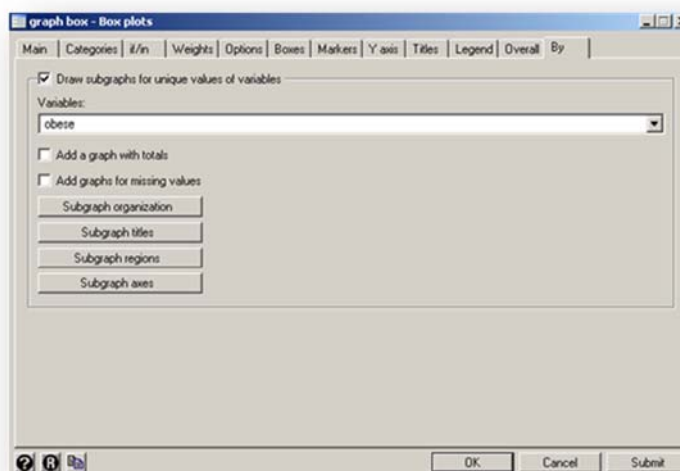 graph box - Box plots
Main Categories if/in Weights Options Boxes Markers Y axis Titles Legend Overall By
Draw subgraphs for unique values of variables
Variables:
obese
Add a graph with totals
Add graphs for missing values
Subgraph organization
Subgraph titles
Subgraph regions
Subgraph axes
? R OK Cancel Submit